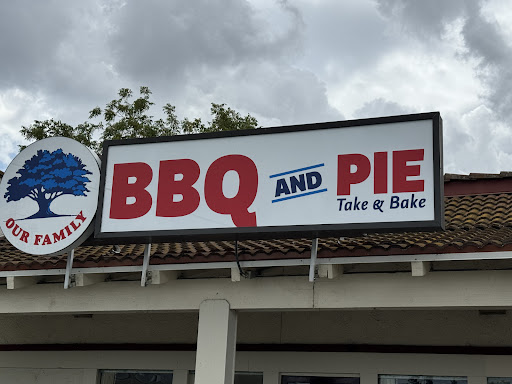 OUR FAMILY
BBQ AND PIE
Take & Bake